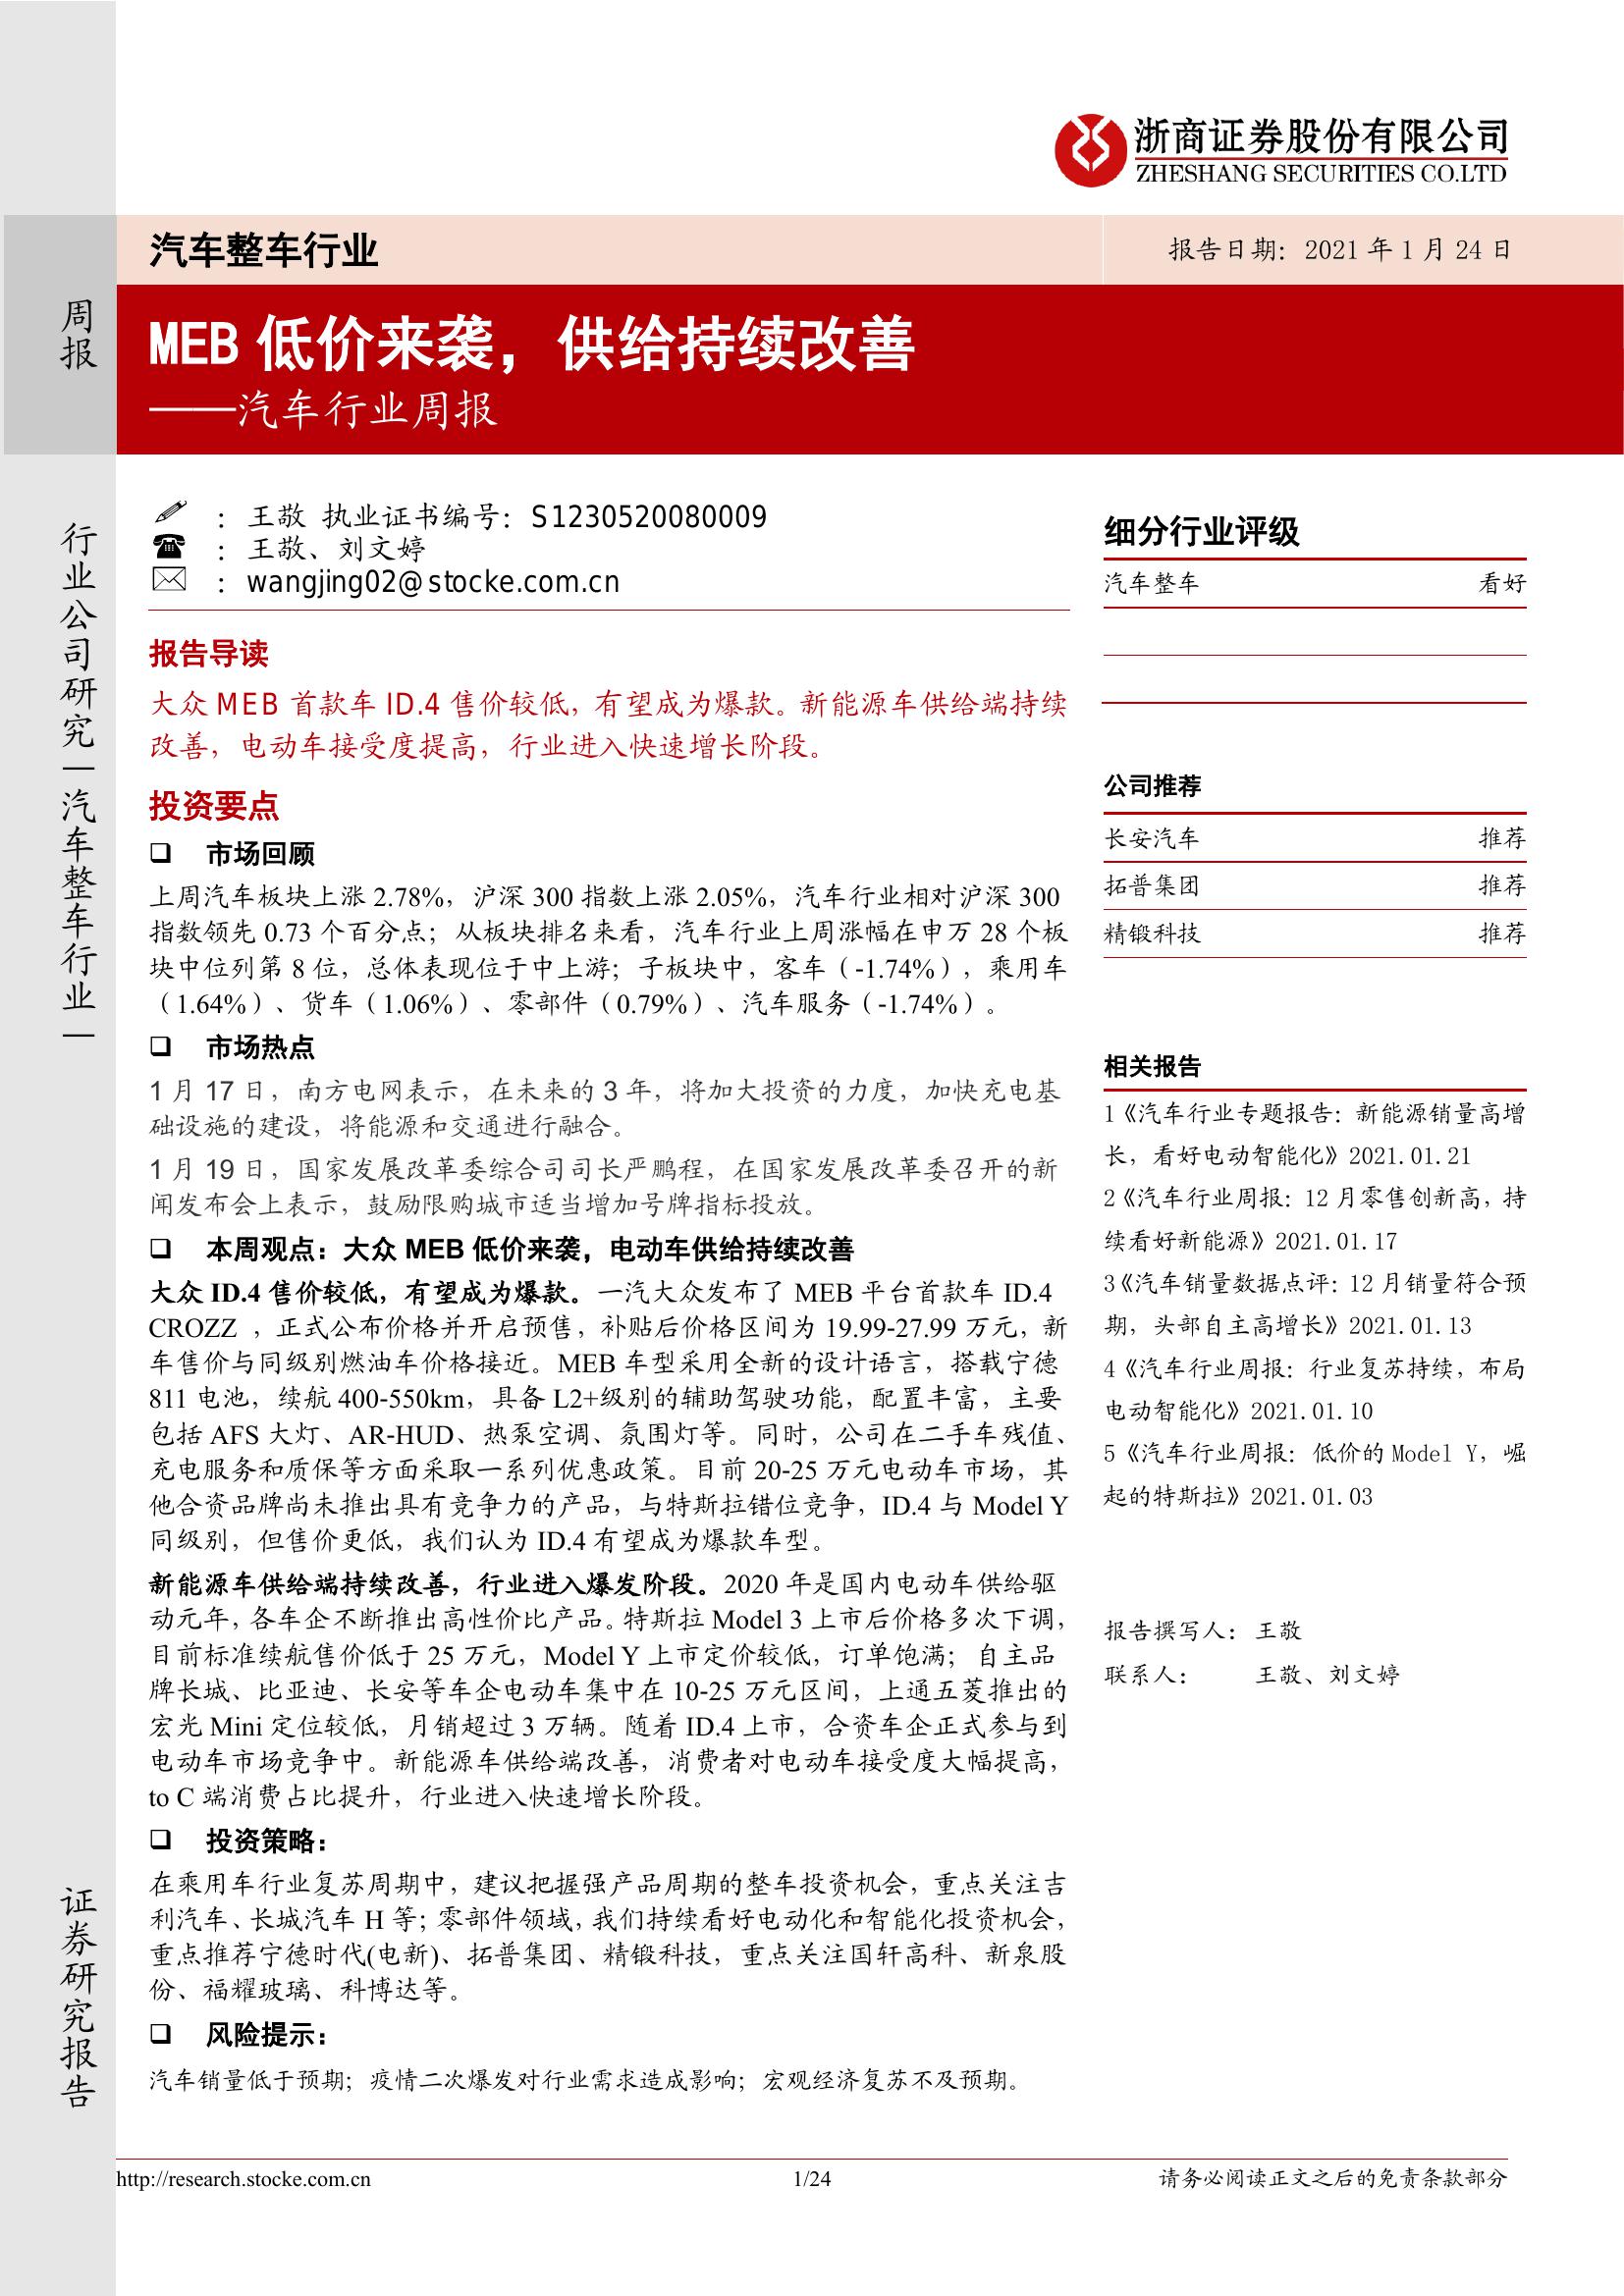 浙商证券股份有限公司
ZHESHANG SECURITIES CO.LTD
汽车整车行业
报告日期：2021 年 1 月 24 日
周报
MEB 低价来袭，供给持续改善
——汽车行业周报
行业公司研究|汽车整车行业|
证券研究报告
：王敬 执业证书编号：S1230520080009
：王敬、刘文婷
：wangjing02@stocke.com.cn
报告导读
大众 MEB 首款车 ID.4 售价较低，有望成为爆款。新能源车供给端持续
改善，电动车接受度提高，行业进入快速增长阶段。
投资要点
❑ 市场回顾
上周汽车板块上涨 2.78%，沪深 300 指数上涨 2.05%，汽车行业相对沪深 300
指数领先 0.73 个百分点；从板块排名来看，汽车行业上周涨幅在申万 28 个板
块中位列第 8 位，总体表现位于中上游；子板块中，客车（-1.74%），乘用车
（1.64%）、货车（1.06%）、零部件（0.79%）、汽车服务（-1.74%）。
❑ 市场热点
1 月 17 日，南方电网表示，在未来的 3 年，将加大投资的力度，加快充电基
础设施的建设，将能源和交通进行融合。
1 月 19 日，国家发展改革委综合司司长严鹏程，在国家发展改革委召开的新
闻发布会上表示，鼓励限购城市适当增加号牌指标投放。
❑ 本周观点：大众 MEB 低价来袭，电动车供给持续改善
大众 ID.4 售价较低，有望成为爆款。一汽大众发布了 MEB 平台首款车 ID.4
CROZZ ，正式公布价格并开启预售，补贴后价格区间为 19.99-27.99 万元，新
车售价与同级别燃油车价格接近。MEB 车型采用全新的设计语言，搭载宁德
811 电池，续航 400-550km，具备 L2+级别的辅助驾驶功能，配置丰富，主要
包括 AFS 大灯、AR-HUD、热泵空调、氛围灯等。同时，公司在二手车残值、
充电服务和质保等方面采取一系列优惠政策。目前 20-25 万元电动车市场，其
他合资品牌尚未推出具有竞争力的产品，与特斯拉错位竞争，ID.4 与 Model Y
同级别，但售价更低，我们认为 ID.4 有望成为爆款车型。
新能源车供给端持续改善，行业进入爆发阶段。2020 年是国内电动车供给驱
动元年，各车企不断推出高性价比产品。特斯拉 Model 3 上市后价格多次下调，
目前标准续航售价低于 25 万元，Model Y 上市定价较低，订单饱满；自主品
牌长城、比亚迪、长安等车企电动车集中在 10-25 万元区间，上通五菱推出的
宏光 Mini 定位较低，月销超过 3 万辆。随着 ID.4 上市，合资车企正式参与到
电动车市场竞争中。新能源车供给端改善，消费者对电动车接受度大幅提高，
to C 端消费占比提升，行业进入快速增长阶段。
❑ 投资策略：
在乘用车行业复苏周期中，建议把握强产品周期的整车投资机会，重点关注吉
利汽车、长城汽车 H 等；零部件领域，我们持续看好电动化和智能化投资机会，
重点推荐宁德时代(电新)、拓普集团、精锻科技，重点关注国轩高科、新泉股
份、福耀玻璃、科博达等。
❑ 风险提示：
汽车销量低于预期；疫情二次爆发对行业需求造成影响；宏观经济复苏不及预期。
细分行业评级
汽车整车 看好
公司推荐
长安汽车 推荐
拓普集团 推荐
精锻科技 推荐
相关报告
1《汽车行业专题报告：新能源销量高增
长，看好电动智能化》2021.01.21
2《汽车行业周报：12 月零售创新高，持
续看好新能源》2021.01.17
3《汽车销量数据点评：12 月销量符合预
期，头部自主高增长》2021.01.13
4《汽车行业周报：行业复苏持续，布局
电动智能化》2021.01.10
5《汽车行业周报：低价的 Model Y，崛
起的特斯拉》2021.01.03
报告撰写人：王敬
联系人： 王敬、刘文婷
http://research.stocke.com.cn 1/24 请务必阅读正文之后的免责条款部分